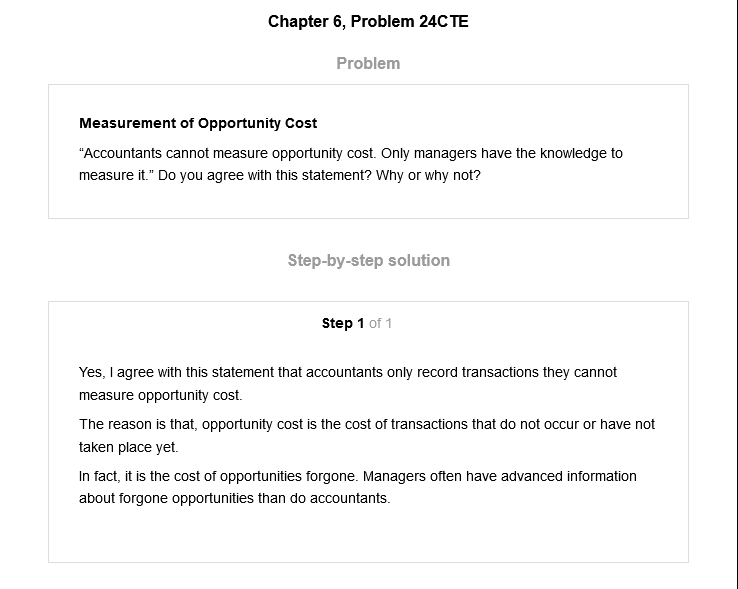 Chapter 6, Problem 24CTE
Problem
Measurement of Opportunity Cost
“Accountants cannot measure opportunity cost. Only managers have the knowledge to
measure it.” Do you agree with this statement? Why or why not?
Step-by-step solution
Step 1 of 1
Yes, I agree with this statement that accountants only record transactions they cannot
measure opportunity cost.
The reason is that, opportunity cost is the cost of transactions that do not occur or have not
taken place yet.
In fact, it is the cost of opportunities forgone. Managers often have advanced information
about forgone opportunities than do accountants.